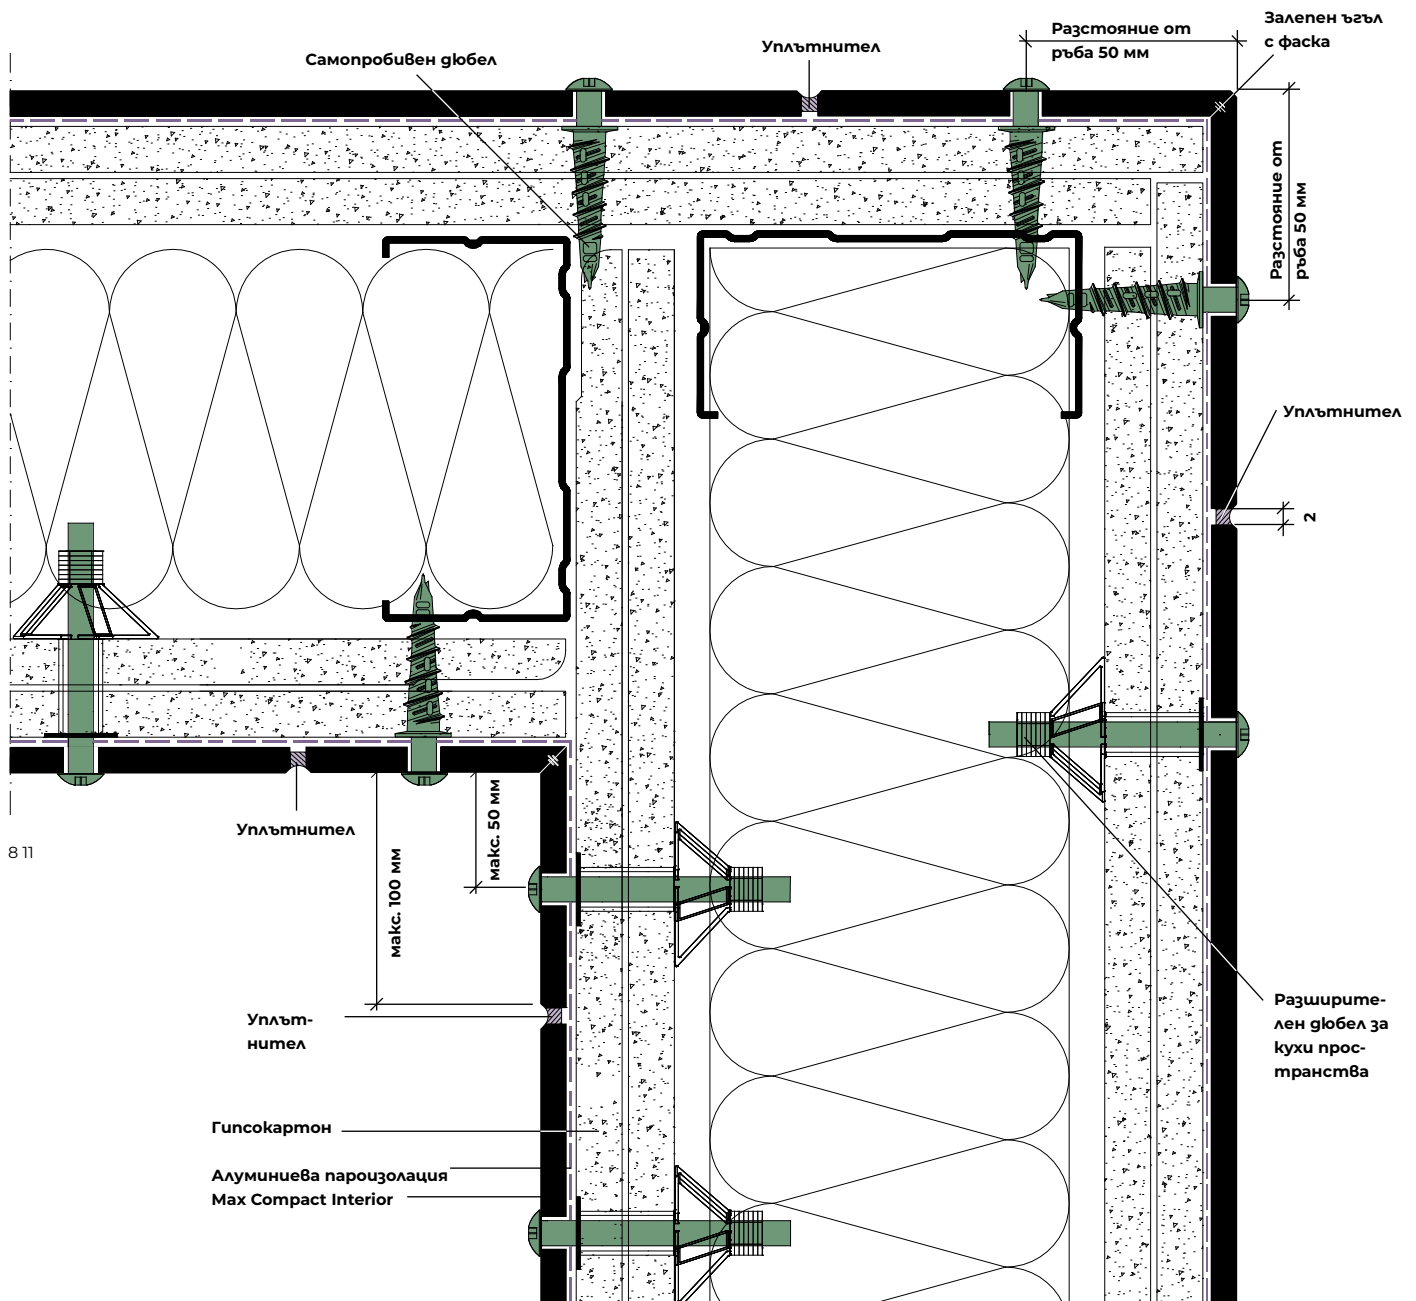 Залепен ъгъл
с фаска
Разстояние от
ръба 50 мм
Уплътнител
Самопробивен дюбел
Разстояние от
ръба 50 мм
Уплътнител
2
Уплътнител
8 11
макс. 50 мм
макс. 100 мм
Уплът-
нител
Разширите-
лен дюбел за
кухи прос-
транства
Гипсокартон
Алуминиева пароизолация
Max Compact Interior